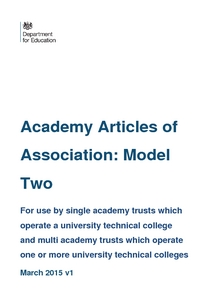 Department
for Education
Academy Articles of
Association: Model
Two
For use by single academy trusts which
operate a university technical college
and multi academy trusts which operate
one or more university technical colleges
March 2015 v1